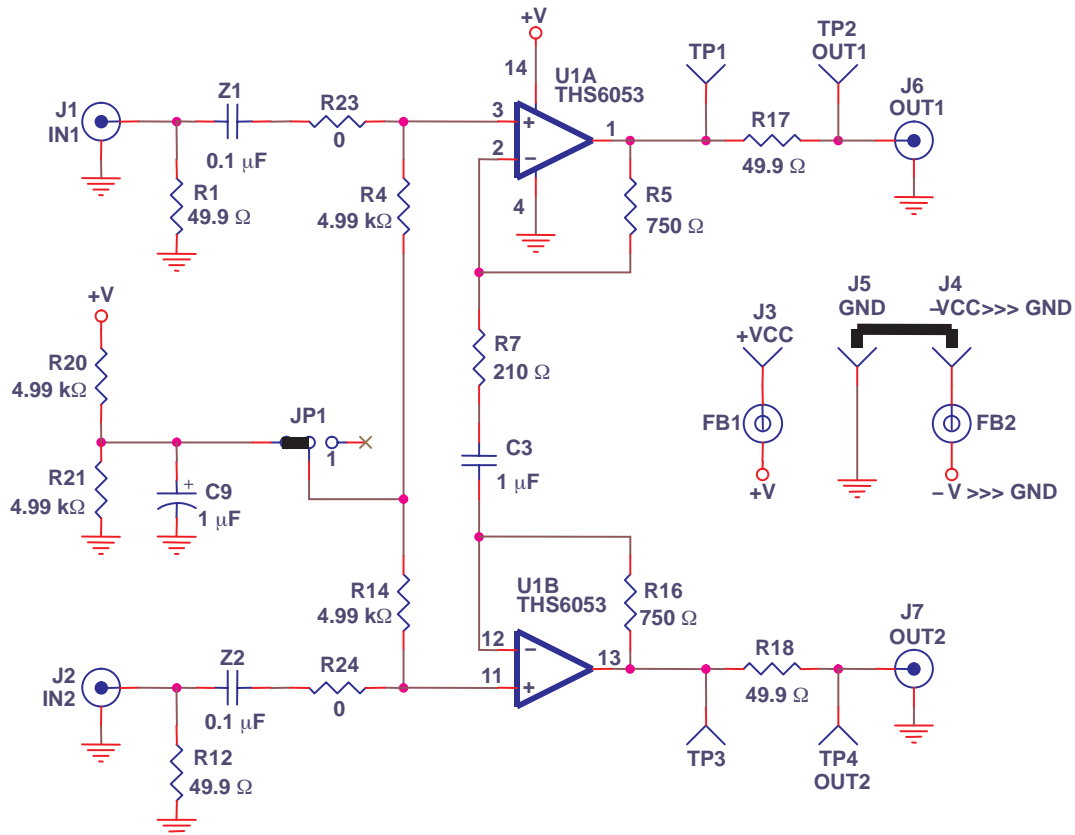 +V
TP1
TP2
OUT1
14
U1A
THS6053
J1
IN1
Z1
0.1 μF
R23
0
3
+
2
−
1
4
J6
OUT1
R17
49.9 Ω
R1
49.9 Ω
R4
4.99 kΩ
R5
750 Ω
+V
R20
4.99 kΩ
R21
4.99 kΩ
+
C9
1 μF
JP1
1
R7
210 Ω
C3
1 μF
J3
+VCC
FB1
+V
J5
GND
J4
−VCC>>> GND
FB2
−V >>> GND
R14
4.99 kΩ
U1B
THS6053
R16
750 Ω
12
−
11
+
13
J2
IN2
Z2
0.1 μF
R24
0
R12
49.9 Ω
R18
49.9 Ω
J7
OUT2
TP3
TP4
OUT2